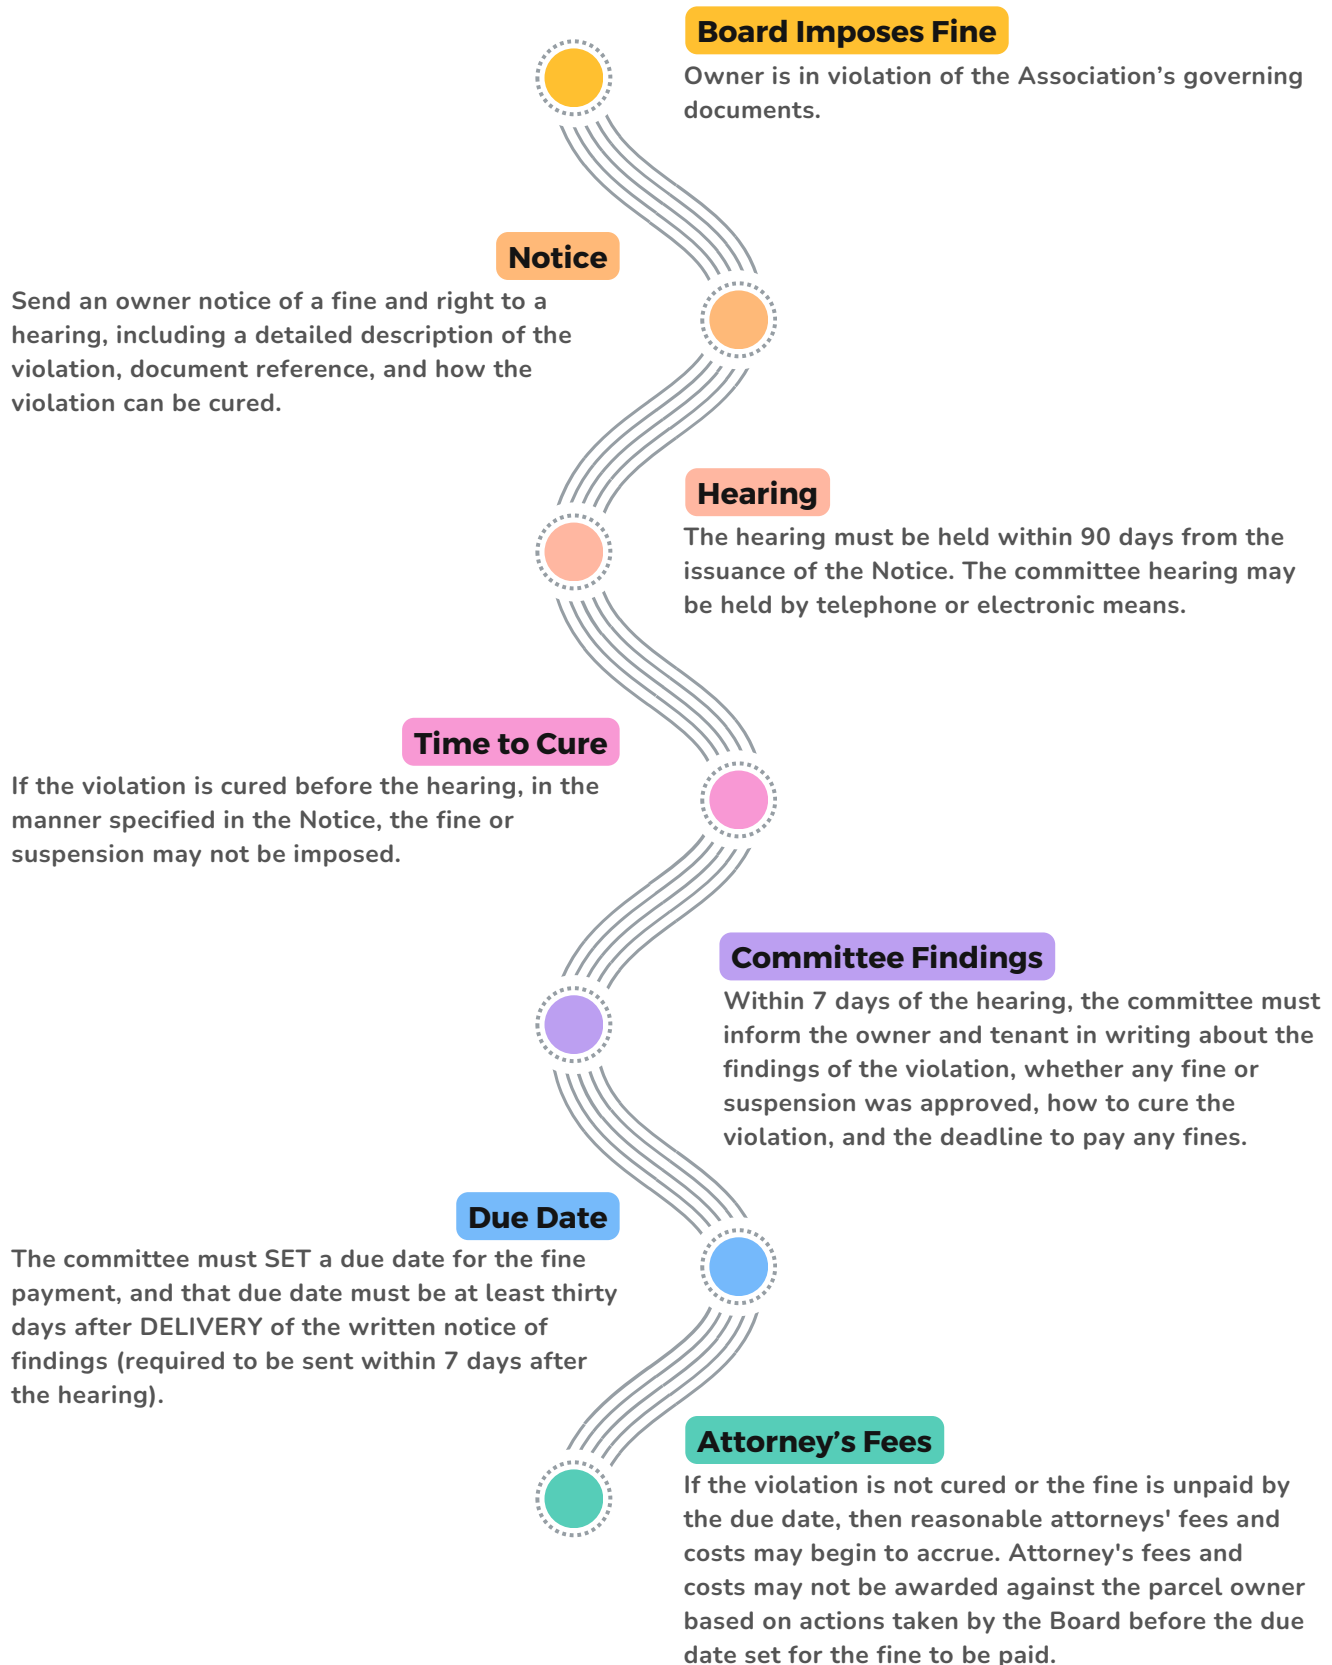 Board Imposes Fine
Owner is in violation of the Association’s governing
documents.
Notice
Send an owner notice of a fine and right to a
hearing, including a detailed description of the
violation, document reference, and how the
violation can be cured.
Hearing
The hearing must be held within 90 days from the
issuance of the Notice. The committee hearing may
be held by telephone or electronic means.
Time to Cure
If the violation is cured before the hearing, in the
manner specified in the Notice, the fine or
suspension may not be imposed.
Committee Findings
Within 7 days of the hearing, the committee must
inform the owner and tenant in writing about the
findings of the violation, whether any fine or
suspension was approved, how to cure the
violation, and the deadline to pay any fines.
Due Date
The committee must SET a due date for the fine
payment, and that due date must be at least thirty
days after DELIVERY of the written notice of
findings (required to be sent within 7 days after
the hearing).
Attorney’s Fees
If the violation is not cured or the fine is unpaid by
the due date, then reasonable attorneys' fees and
costs may begin to accrue. Attorney's fees and
costs may not be awarded against the parcel owner
based on actions taken by the Board before the due
date set for the fine to be paid.